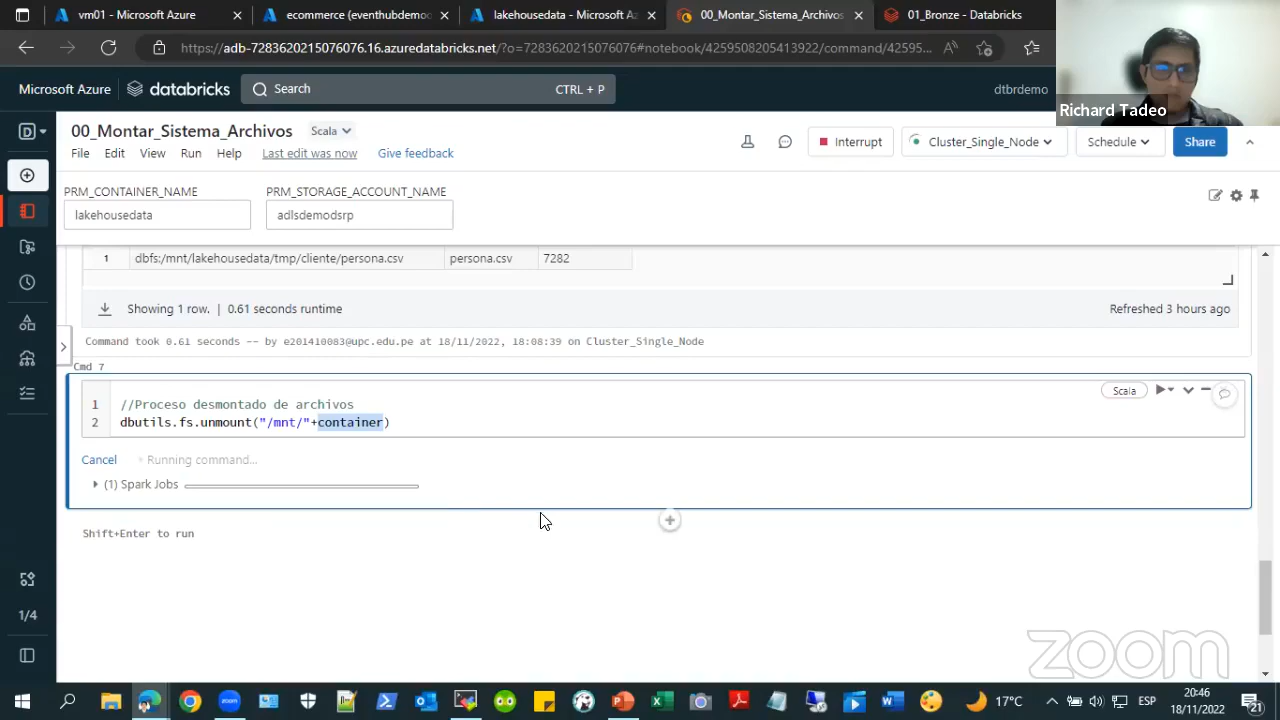 vm01 - Microsoft Azure
ecommerce (eventhubdemoo
lakehousedata - Microsoft Az
00_Montar_Sistema_Archivos
01_Bronze - Databricks
https://adb-7283620215076076.16.azuredatabricks.net/?o=7283620215076076#notebook/4259508205413922/command/42595...
Microsoft Azure
databricks
Search
CTRL + P
dtbrdemo
Richard Tadeo
00_Montar_Sistema_Archivos
Scala
File
Edit
View
Run
Help
Last edit was now
Give feedback
Interrupt
Cluster_Single_Node
Schedule
Share
PRM_CONTAINER_NAME
PRM_STORAGE_ACCOUNT_NAME
lakehousedata
adlsdemodsrp
1 dbfs:/mnt/lakehousedata/tmp/cliente/persona.csv persona.csv 7282
Showing 1 row. | 0.61 seconds runtime
Refreshed 3 hours ago
Command took 0.61 seconds -- by e201410083@upc.edu.pe at 18/11/2022, 18:08:39 on Cluster_Single_Node
Cmd 7
Scala
1 //Proceso desmontado de archivos
2 dbutils.fs.unmount("/mnt/"+container)
Cancel
Running command...
(1) Spark Jobs
Shift+Enter to run
1/4
zoom
17°C
ESP
20:46
18/11/2022
21